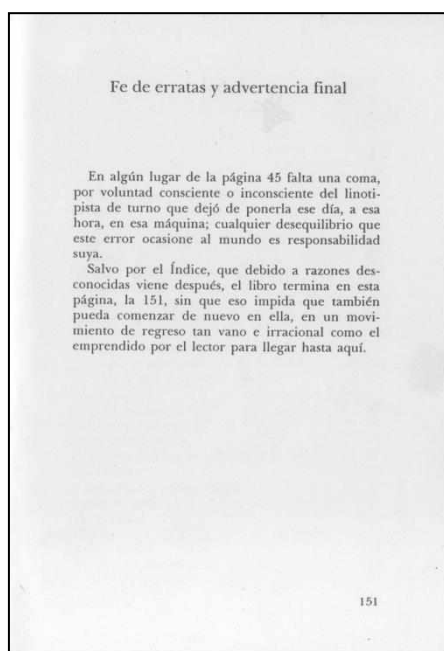 Fe de erratas y advertencia final
En algún lugar de la página 45 falta una coma,
por voluntad consciente o inconsciente del linoti-
pista de turno que dejó de ponerla ese día, a esa
hora, en esa máquina; cualquier desequilibrio que
este error ocasione al mundo es responsabilidad
suya.
Salvo por el Índice, que debido a razones des-
conocidas viene después, el libro termina en esta
página, la 151, sin que eso impida que también
pueda comenzar de nuevo en ella, en un movi-
miento de regreso tan vano e irracional como el
emprendido por el lector para llegar hasta aquí.
151